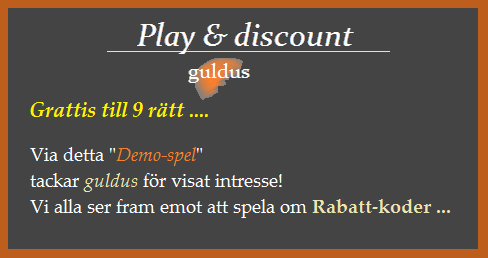 Play & discount
guldus
Grattis till 9 rätt ....
Via detta "Demo-spel"
tackar guldus för visat intresse!
Vi alla ser fram emot att spela om Rabatt-koder ...